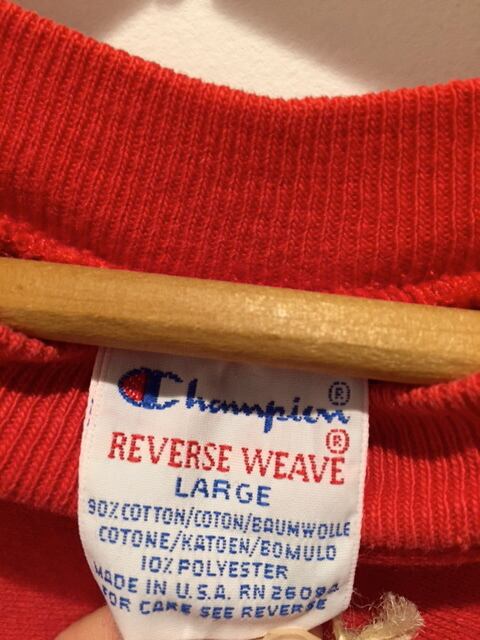 Champion®
REVERSE WEAVE®
LARGE
90% COTTON/COTON/BAUMWOLLE
COTONE/KATOEN/BOMULO
10% POLYESTER
MADE IN U.S.A. RN 26094
FOR CARE SEE REVERSE